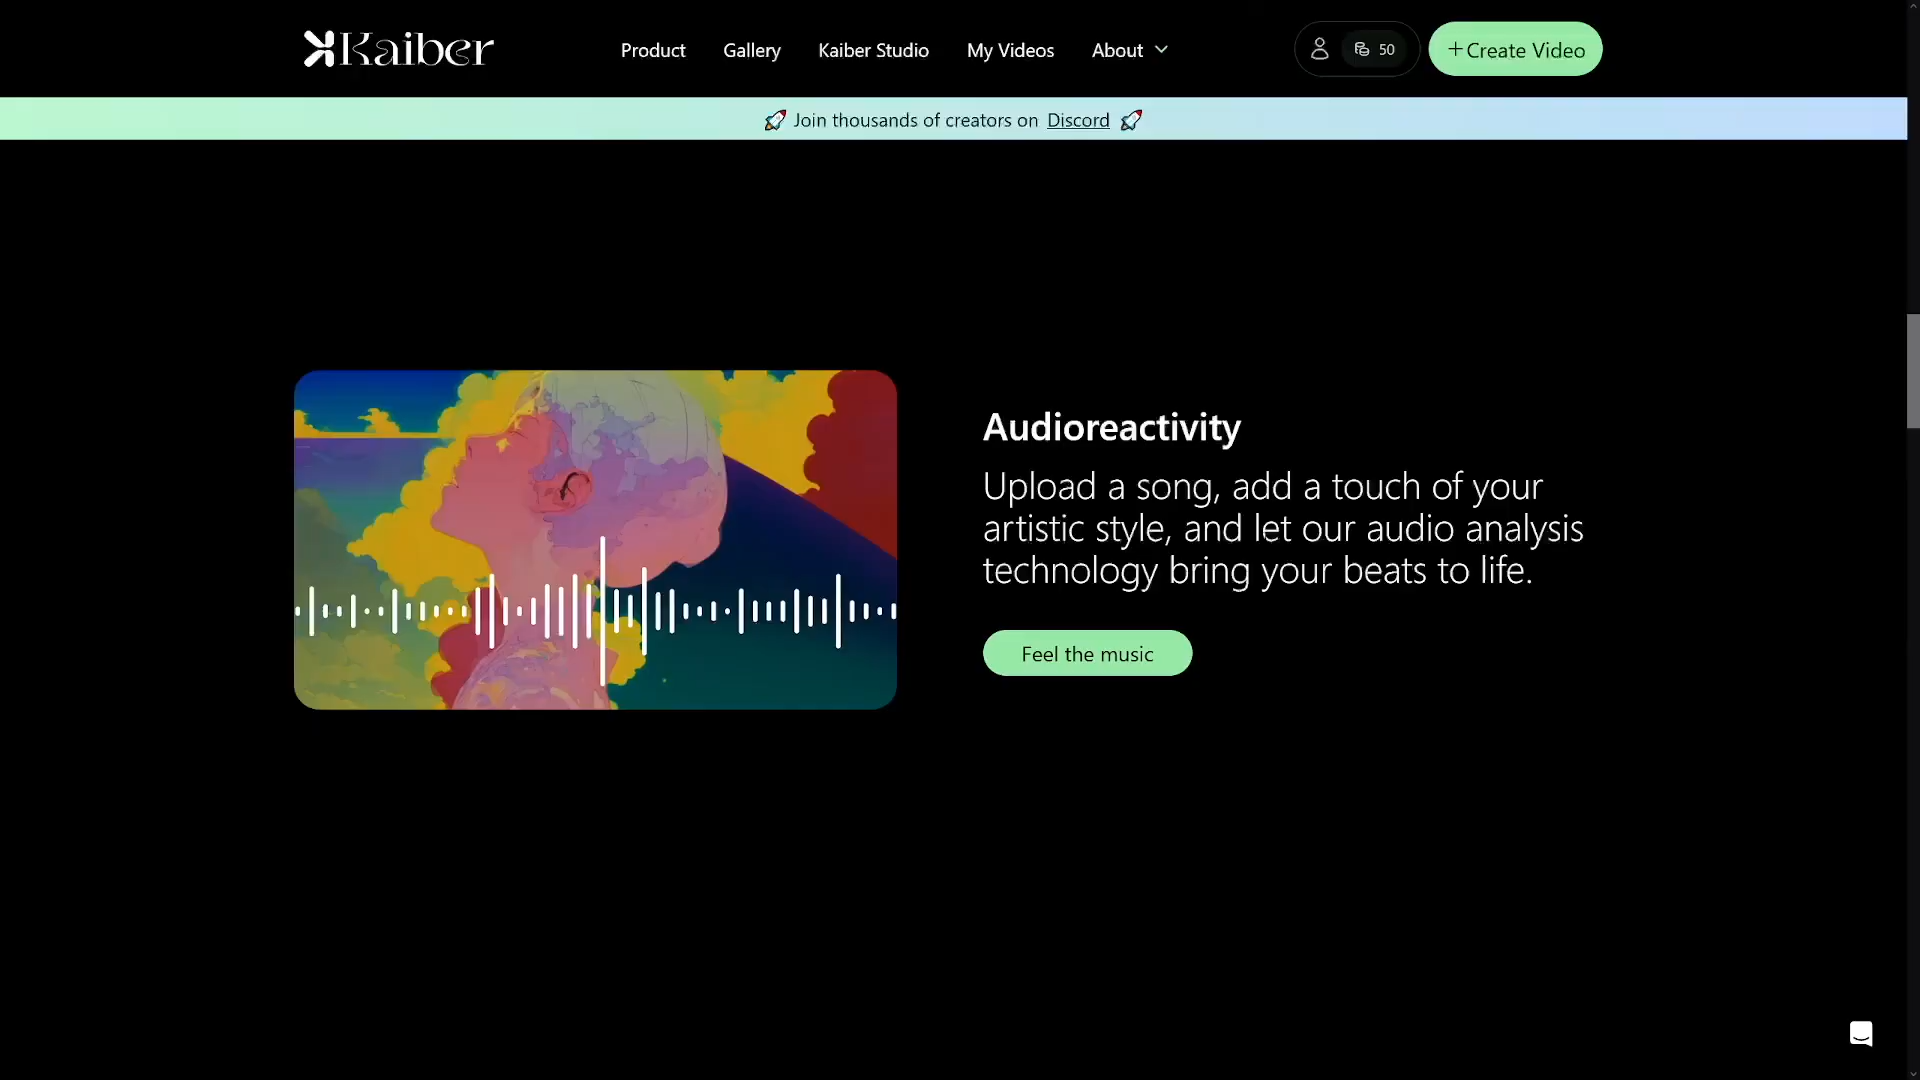 Kaiber
Product
Gallery
Kaiber Studio
My Videos
About
50
+Create Video
🚀 Join thousands of creators on Discord 🚀
Audioreactivity
Upload a song, add a touch of your
artistic style, and let our audio analysis
technology bring your beats to life.
Feel the music